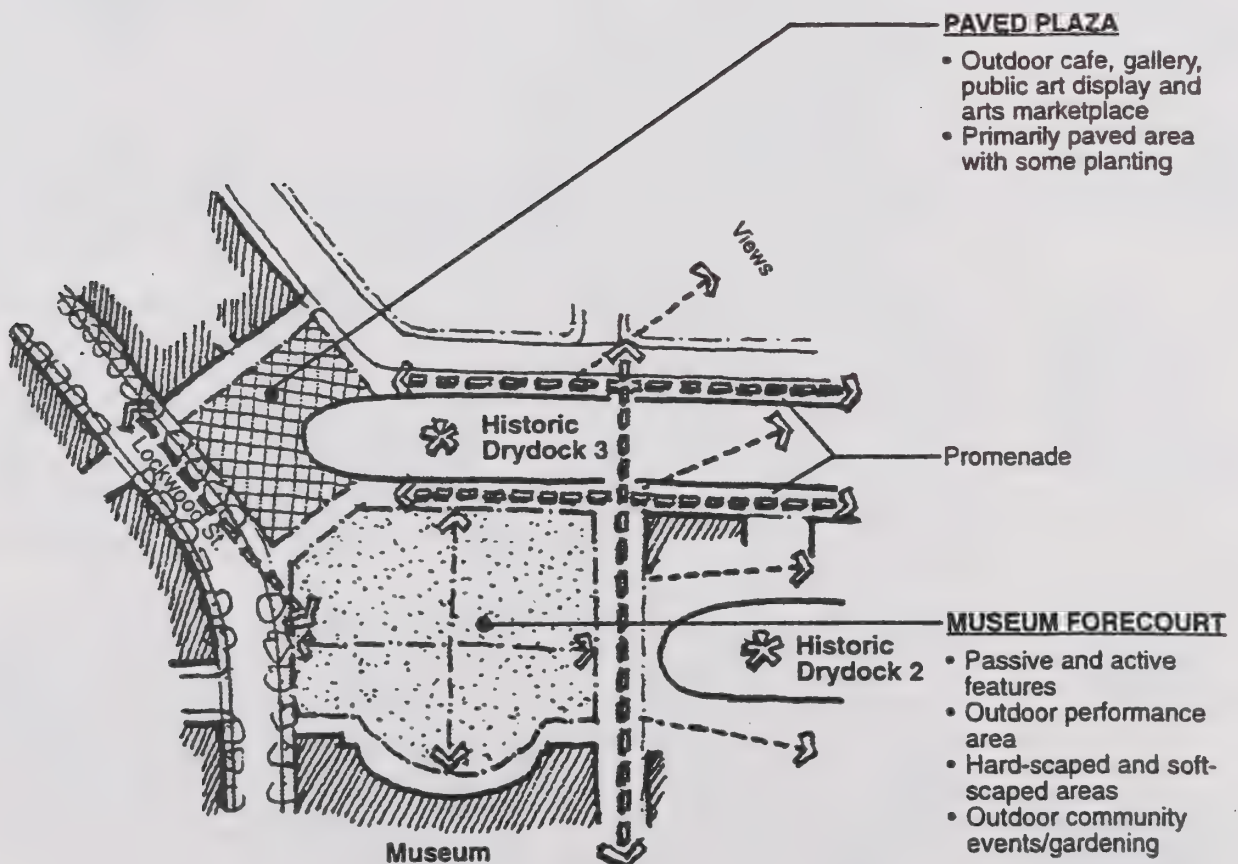 PAVED PLAZA
• Outdoor cafe, gallery,
public art display and
arts marketplace
• Primarily paved area
with some planting
Views
Historic
Drydock 3
Promenade
Lockwood St.
MUSEUM FORECOURT
• Passive and active
features
• Outdoor performance
area
• Hard-scaped and soft-
scaped areas
• Outdoor community
events/gardening
Historic
Drydock 2
Museum